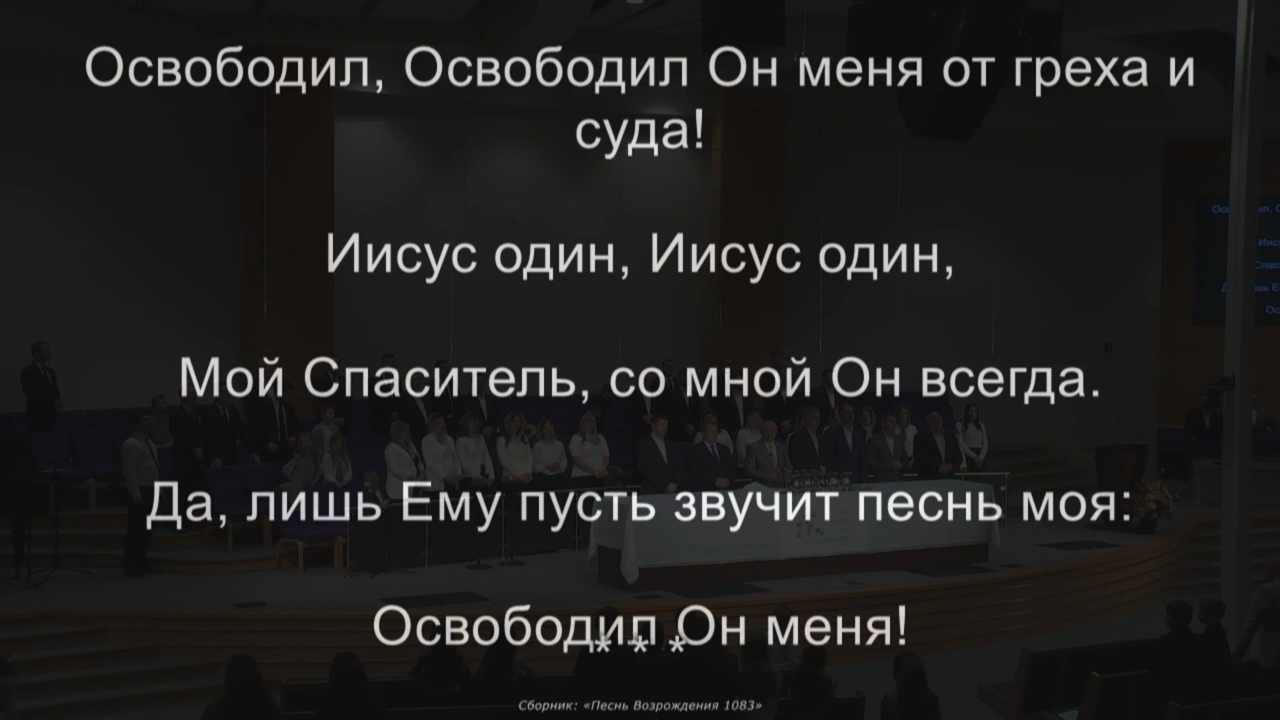 Освободил, Освободил Он меня от греха и
суда!
Иисус один, Иисус один,
Мой Спаситель, со мной Он всегда.
Да, лишь Ему пусть звучит песнь моя:
Освободил Он меня!
* * *
Сборник: «Песнь Возрождения 1083»